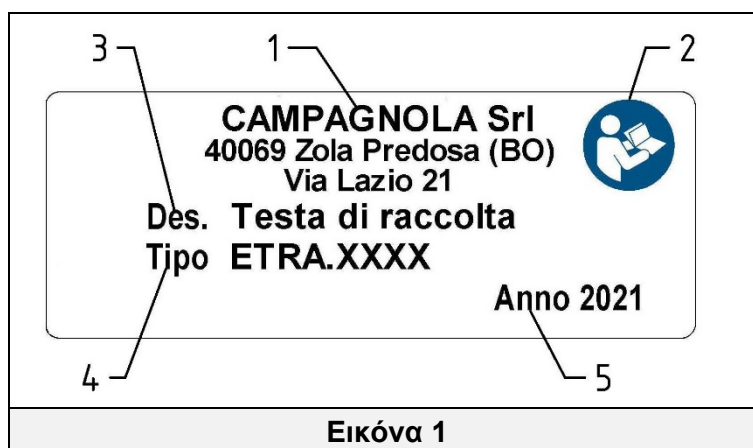 3 1 2
CAMPAGNOLA Srl
40069 Zola Predosa (BO)
Via Lazio 21
Des. Testa di raccolta
Tipo ETRA.XXXX
Anno 2021
4 5
Εικόνα 1